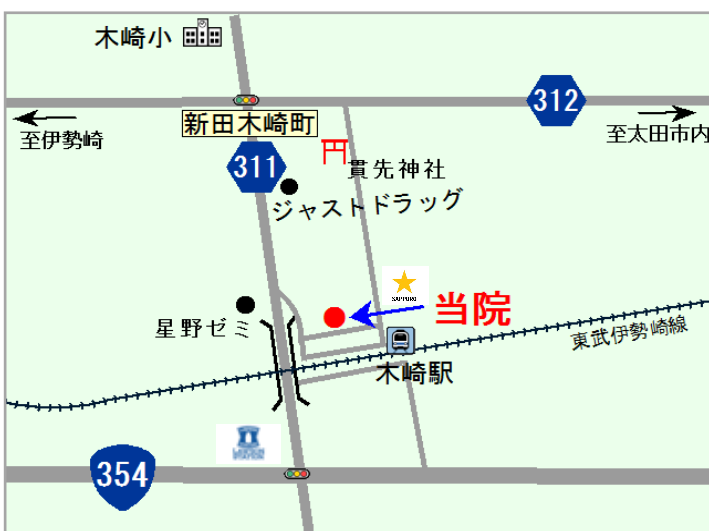 木崎小
312
新田木崎町
至伊勢崎
至太田市内
311
貫先神社
ジャストドラッグ
SAPPORO
当院
星野ゼミ
東武伊勢崎線
木崎駅
354